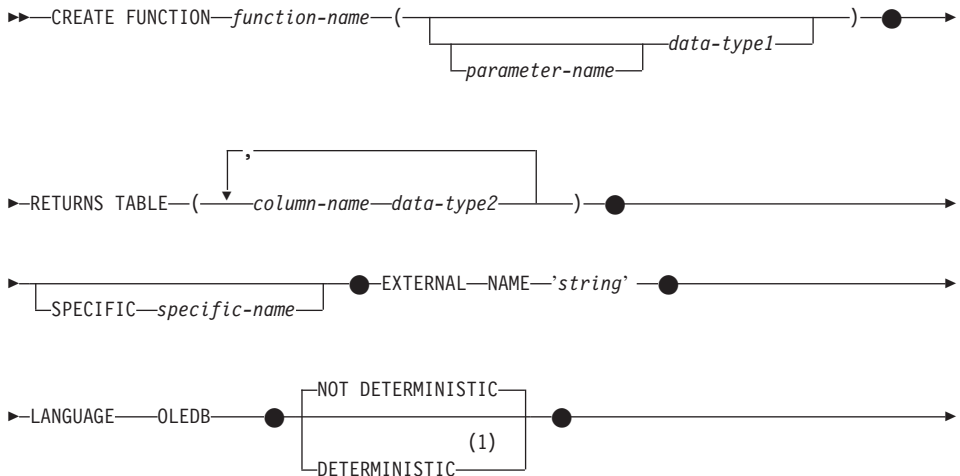 CREATE FUNCTION function-name ( data-type1 )
parameter-name
,
RETURNS TABLE ( column-name data-type2 )
EXTERNAL NAME ’string’
SPECIFIC specific-name
NOT DETERMINISTIC
LANGUAGE OLEDB
(1)
DETERMINISTIC